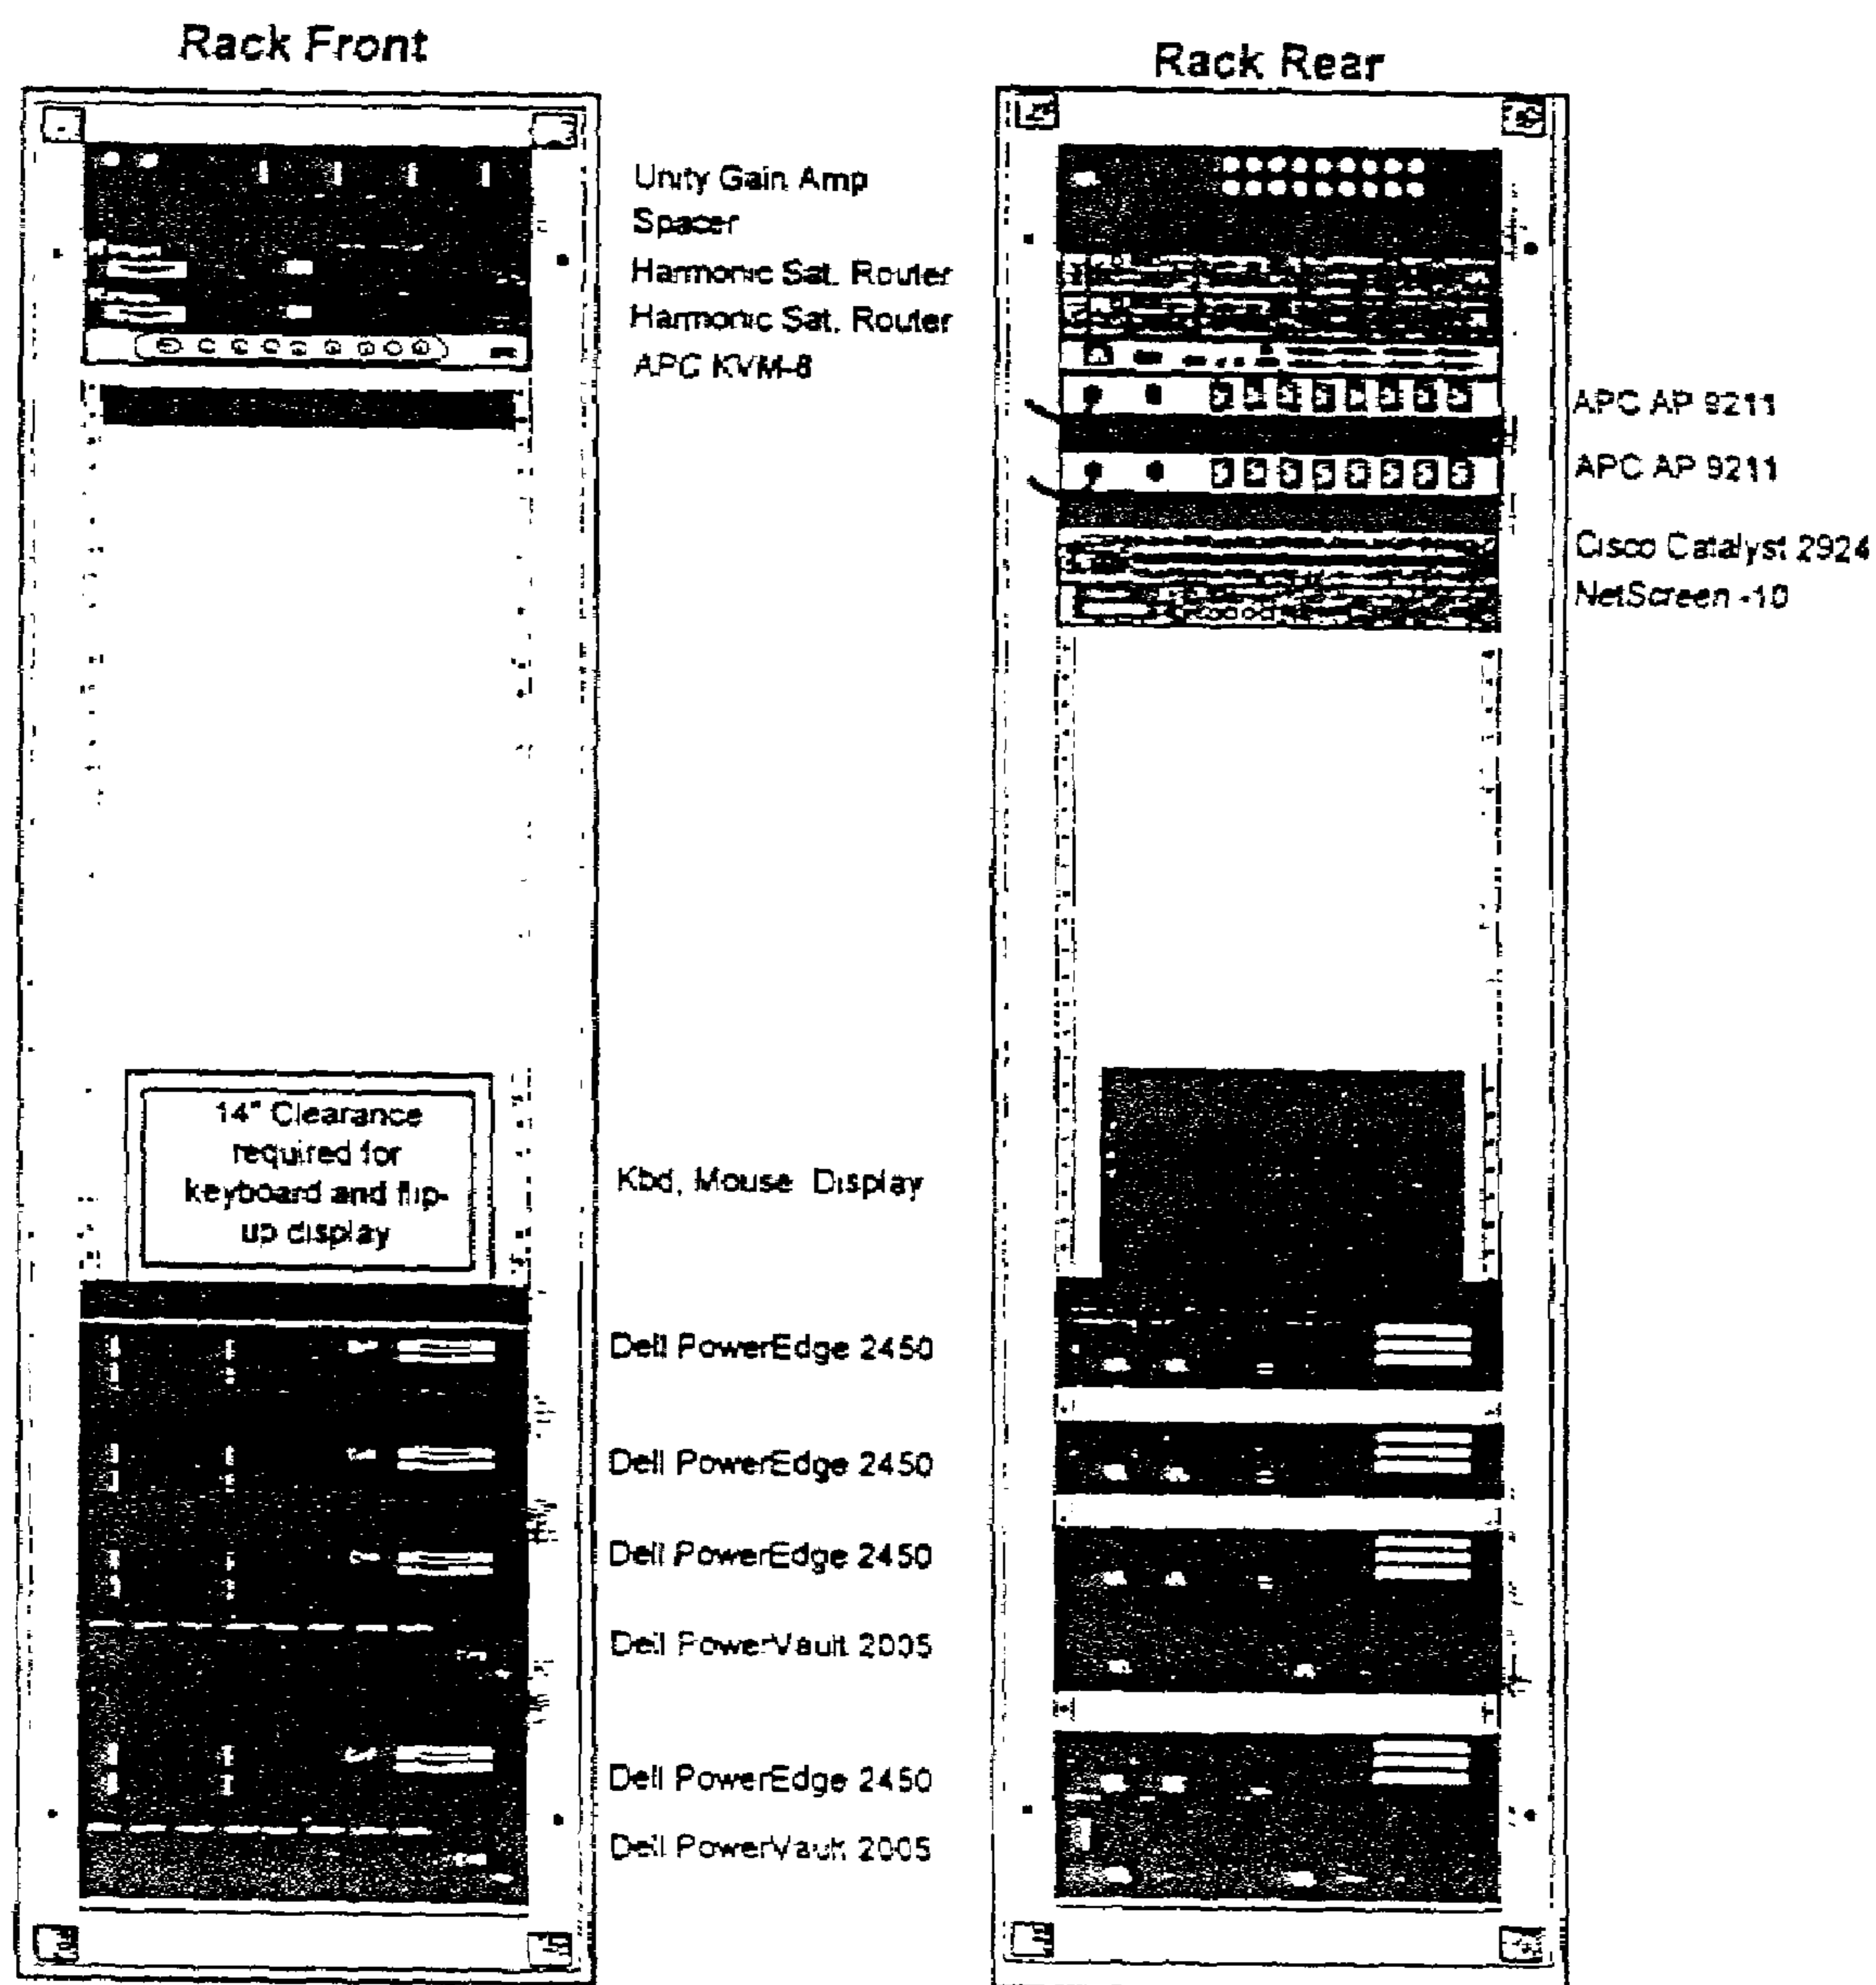 Rack Front
Unity Gain Amp
Spacer
Harmonic Sat. Router
Harmonic Sat. Router
APC KVM-8
14" Clearance
required for
keyboard and flip-
up display
Kbd, Mouse Display
Dell PowerEdge 2450
Dell PowerEdge 2450
Dell PowerEdge 2450
Dell PowerVault 2005
Dell PowerEdge 2450
Dell PowerVault 2005
Rack Rear
APC AP 9211
APC AP 9211
Cisco Catalyst 2924
NetScreen -10